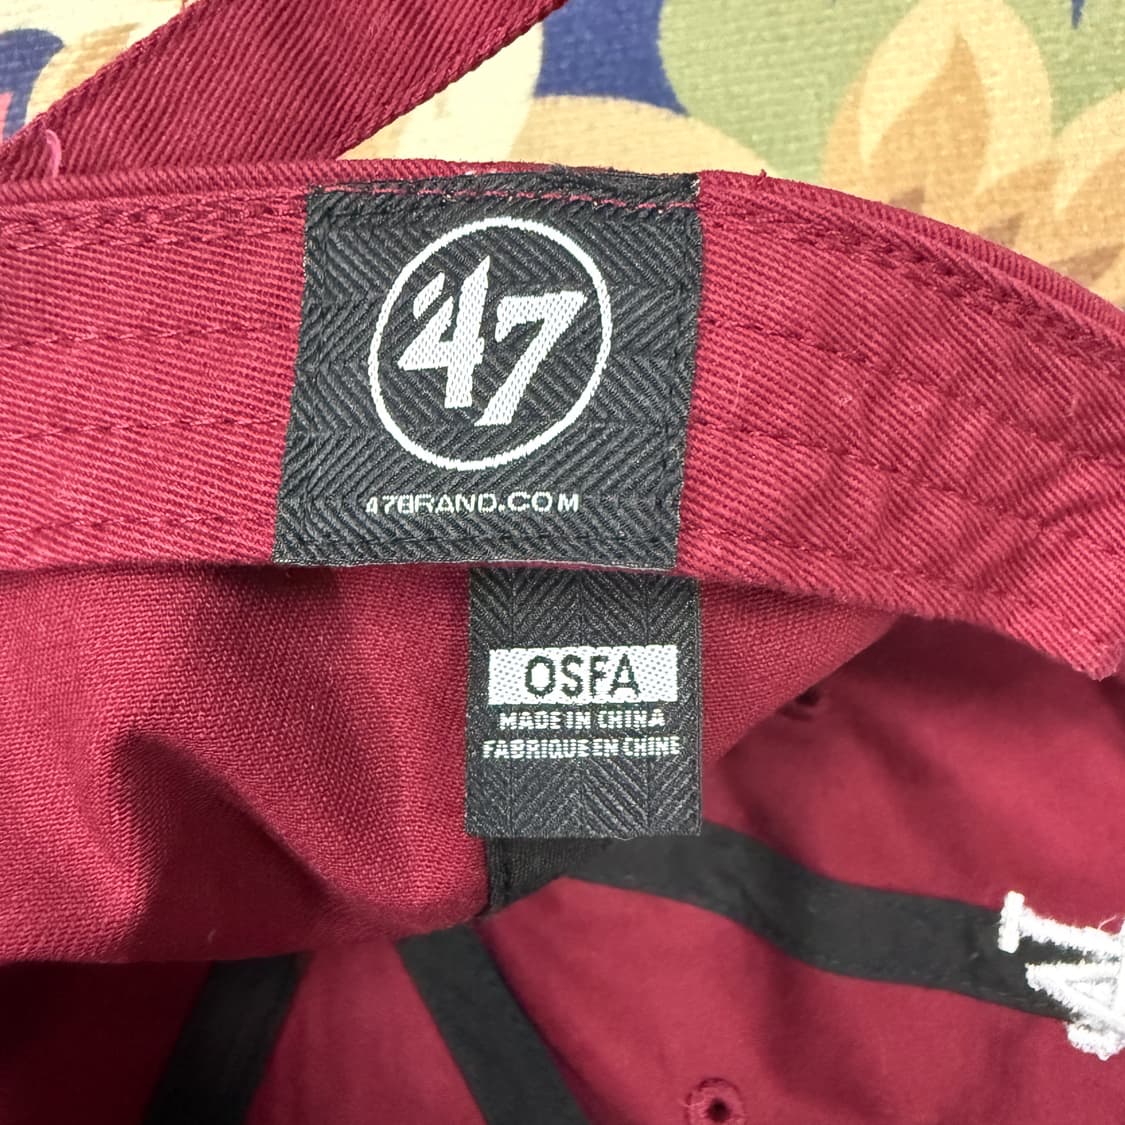 '47
47BRAND.COM
OSFA
MADE IN CHINA
FABRIQUE EN CHINE